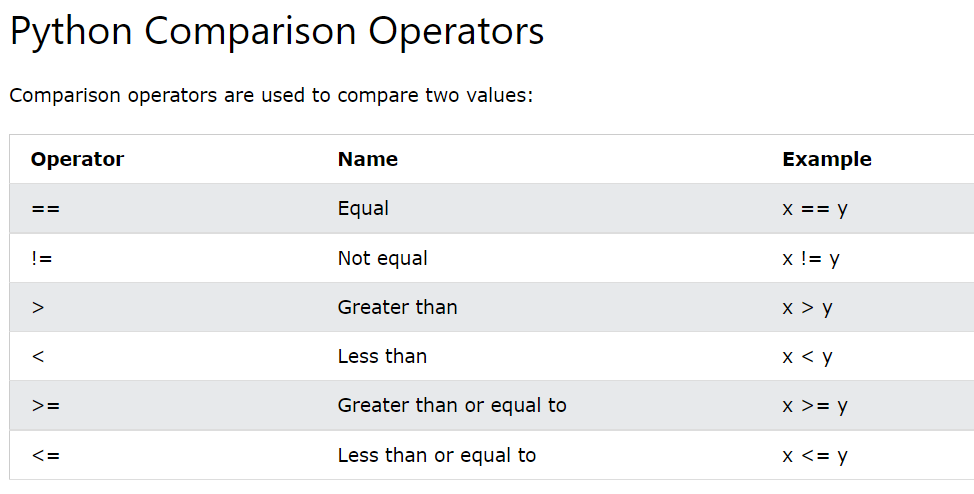 Python Comparison Operators
Comparison operators are used to compare two values:
Operator Name Example
== Equal x == y
!= Not equal x != y
> Greater than x > y
< Less than x < y
>= Greater than or equal to x >= y
<= Less than or equal to x <= y